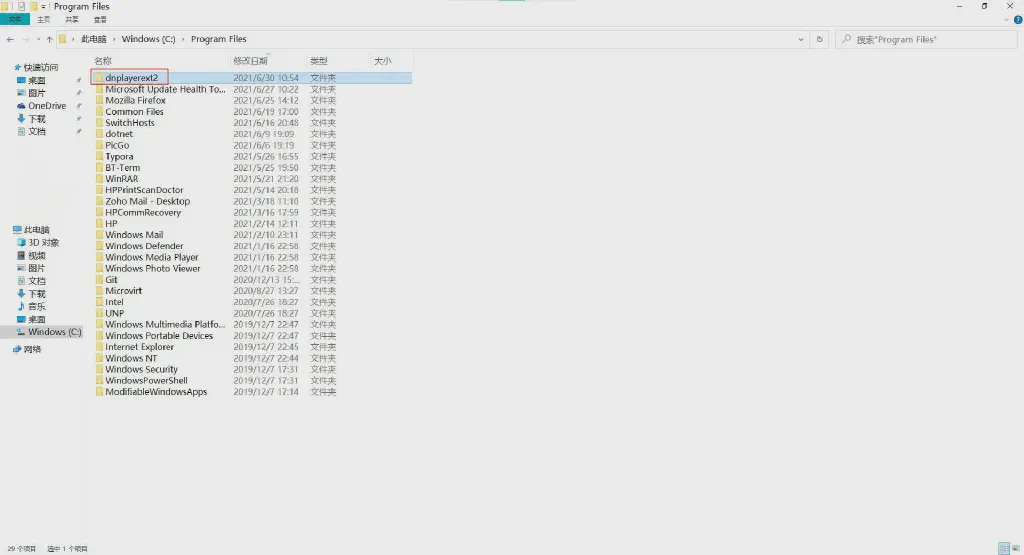 Program Files
文件 主页 共享 查看
此电脑 Windows (C:) Program Files 搜索"Program Files"
名称 修改日期 类型 大小
快速访问
桌面
图片
OneDrive
下载
文档
此电脑
3D 对象
视频
图片
文档
下载
音乐
桌面
Windows (C:)
网络
dnplayerext2 2021/6/30 10:54 文件夹
Microsoft Update Health To... 2021/6/27 10:22 文件夹
Mozilla Firefox 2021/6/25 14:12 文件夹
Common Files 2021/6/19 17:00 文件夹
SwitchHosts 2021/6/16 20:48 文件夹
dotnet 2021/6/9 19:09 文件夹
PicGo 2021/6/6 19:19 文件夹
Typora 2021/5/26 16:55 文件夹
BT-Term 2021/5/25 19:50 文件夹
WinRAR 2021/5/21 21:20 文件夹
HPPrintScanDoctor 2021/5/14 20:18 文件夹
Zoho Mail - Desktop 2021/3/18 11:10 文件夹
HPCommRecovery 2021/3/16 17:59 文件夹
HP 2021/2/14 12:11 文件夹
Windows Mail 2021/2/10 23:11 文件夹
Windows Defender 2021/1/16 22:58 文件夹
Windows Media Player 2021/1/16 22:58 文件夹
Windows Photo Viewer 2021/1/16 22:58 文件夹
Git 2020/12/13 15:... 文件夹
Microvirt 2020/8/27 13:27 文件夹
Intel 2020/7/26 18:27 文件夹
UNP 2020/7/26 18:27 文件夹
Windows Multimedia Platfo... 2019/12/7 22:47 文件夹
Windows Portable Devices 2019/12/7 22:47 文件夹
Internet Explorer 2019/12/7 22:45 文件夹
Windows NT 2019/12/7 22:44 文件夹
Windows Security 2019/12/7 17:31 文件夹
WindowsPowerShell 2019/12/7 17:31 文件夹
ModifiableWindowsApps 2019/12/7 17:14 文件夹
29 个项目 选中 1 个项目